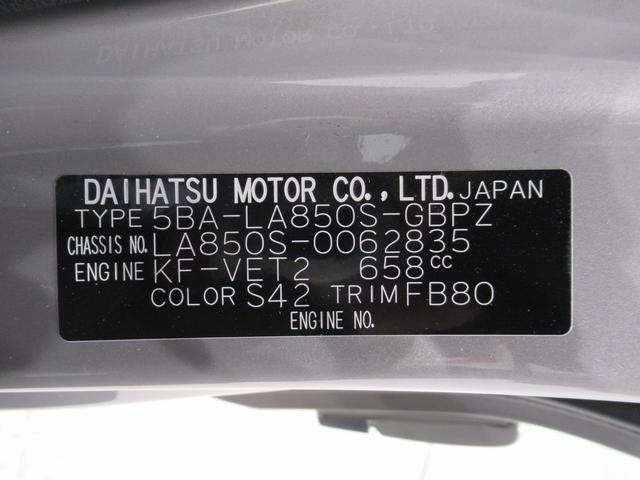 DAIHATSU MOTOR CO., LTD. JAPAN
TYPE 5BA-LA850S-GBPZ
CHASSIS NO. LA850S-0062835
ENGINE KF-VET2 658cc
COLOR S42 TRIM FB80
ENGINE NO.